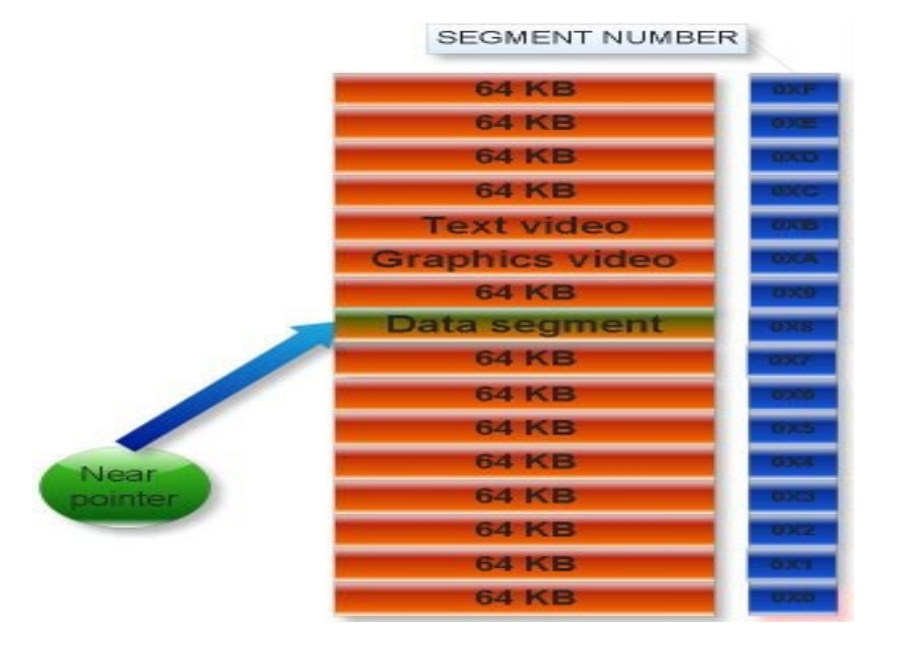 SEGMENT NUMBER
64 KB 0XF
64 KB 0XE
64 KB 0XD
64 KB 0XC
Text video 0XB
Graphics video 0XA
64 KB 0X9
Data segment 0X8
64 KB 0X7
64 KB 0X6
64 KB 0X5
64 KB 0X4
64 KB 0X3
64 KB 0X2
64 KB 0X1
64 KB 0X0
Near
pointer